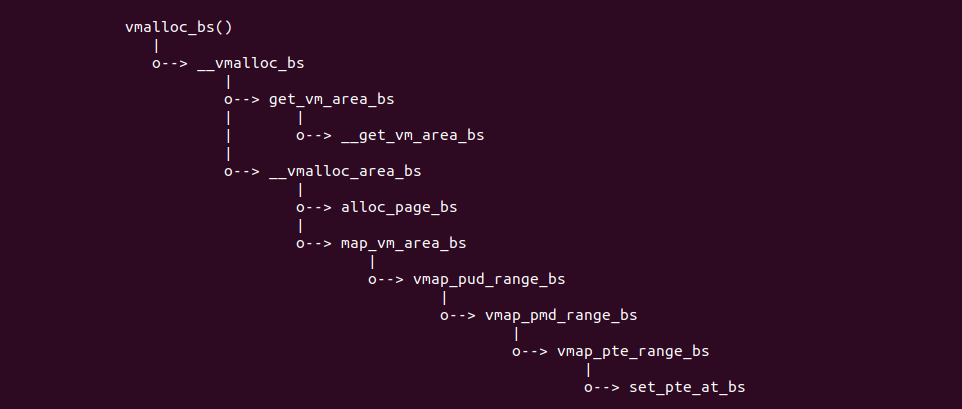 vmalloc_bs()
|
o--> __vmalloc_bs
|
o--> get_vm_area_bs
| |
| o--> __get_vm_area_bs
|
o--> __vmalloc_area_bs
|
o--> alloc_page_bs
|
o--> map_vm_area_bs
|
o--> vmap_pud_range_bs
|
o--> vmap_pmd_range_bs
|
o--> vmap_pte_range_bs
|
o--> set_pte_at_bs